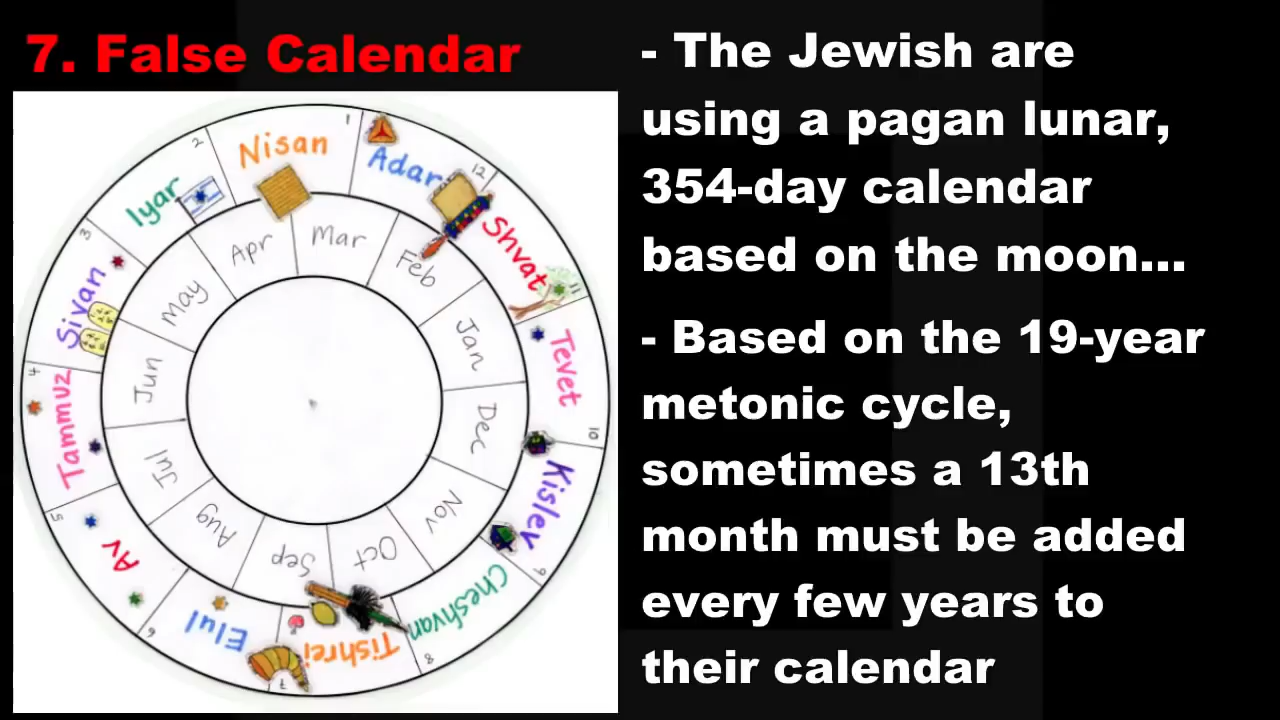 7. False Calendar
- The Jewish are
using a pagan lunar,
354-day calendar
based on the moon...
- Based on the 19-year
metonic cycle,
sometimes a 13th
month must be added
every few years to
their calendar
1
Nisan
2
Iyar
3
Sivan
4
Tammuz
5
Av
6
Elul
7
Tishrei
8
Cheshvan
9
Kislev
10
Tevet
11
Shvat
12
Adar
Mar
Apr
May
Jun
Jul
Aug
Sep
Oct
Nov
Dec
Jan
Feb